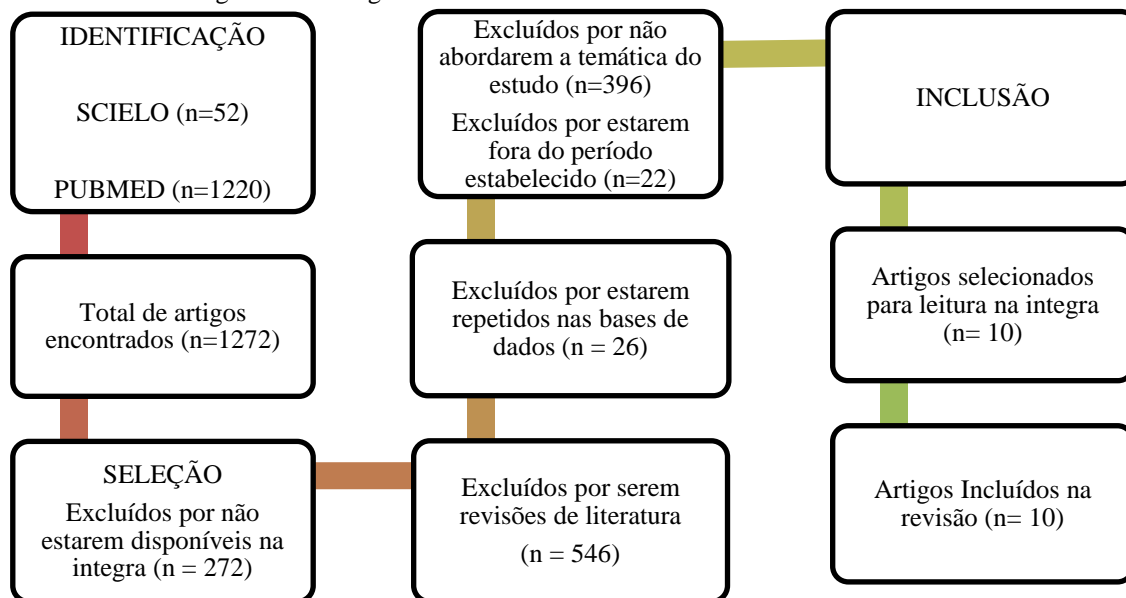 IDENTIFICAÇÃO
SCIELO (n=52)
PUBMED (n=1220)
Total de artigos
encontrados (n=1272)
SELEÇÃO
Excluídos por não
estarem disponíveis na
integra (n = 272)
Excluídos por serem
revisões de literatura
(n = 546)
Excluídos por estarem
repetidos nas bases de
dados (n = 26)
Excluídos por não
abordarem a temática do
estudo (n=396)
Excluídos por estarem
fora do período
estabelecido (n=22)
INCLUSÃO
Artigos selecionados
para leitura na integra
(n= 10)
Artigos Incluídos na
revisão (n= 10)